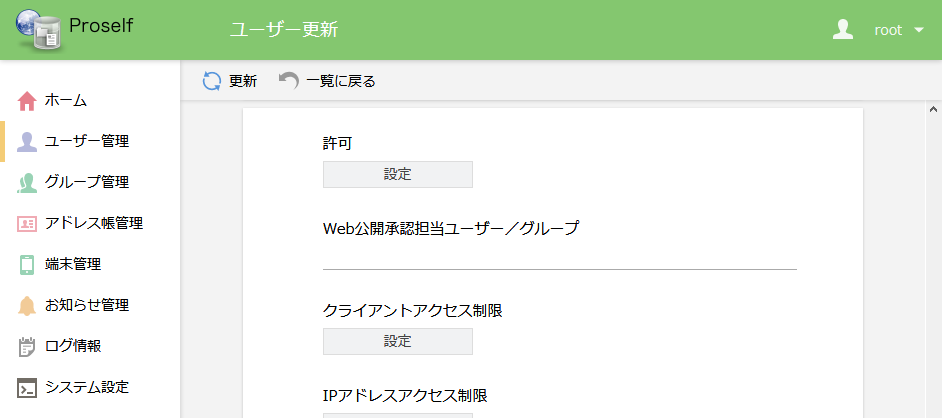 Proself
ユーザー更新
root
更新
一覧に戻る
ホーム
ユーザー管理
グループ管理
アドレス帳管理
端末管理
お知らせ管理
ログ情報
システム設定
許可
設定
Web公開承認担当ユーザー／グループ
クライアントアクセス制限
設定
IPアドレスアクセス制限